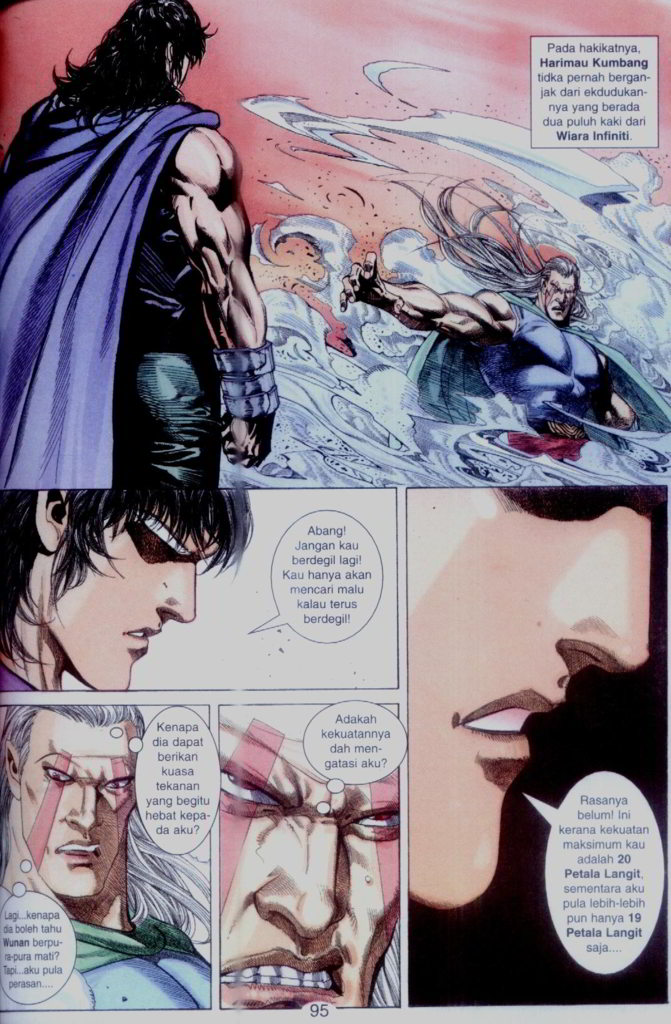 Pada hakikatnya,
Harimau Kumbang
tidka pernah bergan-
jak dari ekdudukan-
nya yang berada
dua puluh kaki dari
Wiara Infiniti.
Abang!
Jangan kau
berdegil lagi!
Kau hanya akan
mencari malu
kalau terus
berdegil!
Kenapa
dia dapat
berikan
kuasa
tekanan
yang begitu
hebat kepa-
da aku?
Lagi...kenapa
dia boleh tahu
Wunan berpu-
ra-pura mati?
Tapi...aku pula
perasan....
Adakah
kekuatannya
dah men-
gatasi aku?
Rasanya
belum! Ini
kerana kekuatan
maksimum kau
adalah 20
Petala Langit,
sementara aku
pula lebih-lebih
pun hanya 19
Petala Langit
saja....
95